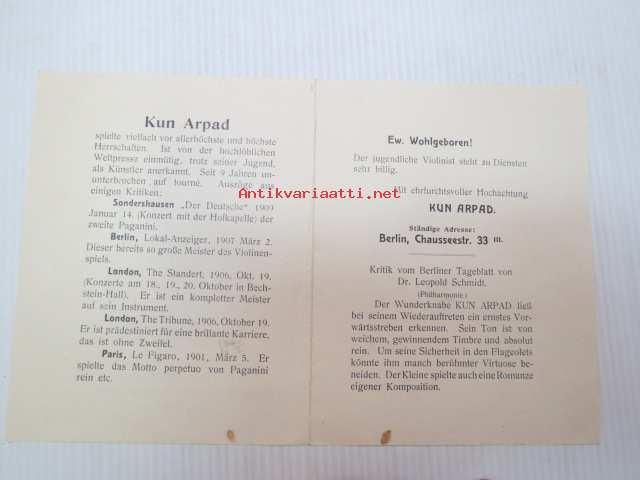 Kun Arpad
spielte vielfach vor allerhöchste und höchste
Herrschaften. Ist von der hochlöblichen
Weltpresse einmütig, trotz seiner Jugend,
als Künstler anerkannt. Seit 9 Jahren un-
unterbrochen auf tourné. Auszüge aus
einigen Kritiken:
Sondershausen „Der Deutsche" 1909
Januar 14. (Konzert mit der Hofkapelle) der
zweite Paganini.
Berlin, Lokal-Anzeiger, 1907 März 2.
Dieser bereits so große Meister des Violinen-
spiels.
London, The Standert, 1906, Okt. 19.
(Konzerte am 18., 19., 20. Oktober in Bech-
stein-Hall). Er ist ein kompletter Meister
auf sein Instrument.
London, The Tribune, 1906, Oktober 19.
Er ist prädestiniert für eine brillante Karriere,
das ist ohne Zweifel.
Paris, Le Figaro, 1901, März 5. Er
spielte das Motto perpetuo von Paganini
rein etc.
Antikvariaatti.net
Ew. Wohlgeboren!
Der jugendliche Violinist steht zu Diensten
sehr billig.
Mit ehrfurchtsvoller Hochachtung
KUN ARPAD.
Ständige Adresse:
Berlin, Chausseestr. 33 III.
Kritik vom Berliner Tageblatt von
Dr. Leopold Schmidt.
(Philharmonie.)
Der Wunderknabe KUN ARPAD ließ
bei seinem Wiederauftreten ein ernstes Vor-
wärtsstreben erkennen. Sein Ton ist von
weichem, gewinnendem Timbre und absolut
rein. Um seine Sicherheit in den Flageolets
könnte ihm manch berühmter Virtuose be-
neiden. Der Kleine spielte auch eine Romanze
eigener Komposition.